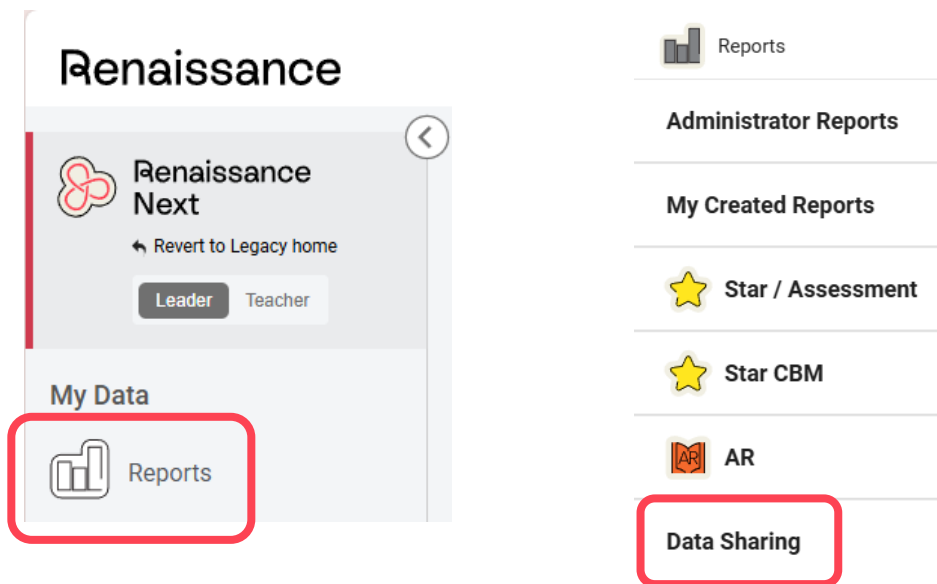 Renaissance
Renaissance
Next
Revert to Legacy home
Leader Teacher
My Data
Reports
Reports
Administrator Reports
My Created Reports
Star / Assessment
Star CBM
AR AR
Data Sharing